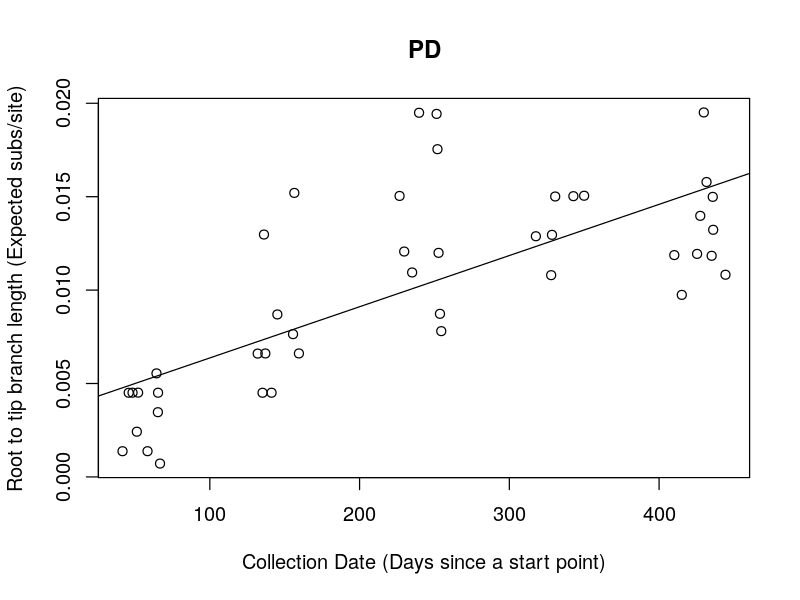 PD
Root to tip branch length (Expected subs/site)
0.020
0.015
0.010
0.005
0.000
100 200 300 400
Collection Date (Days since a start point)